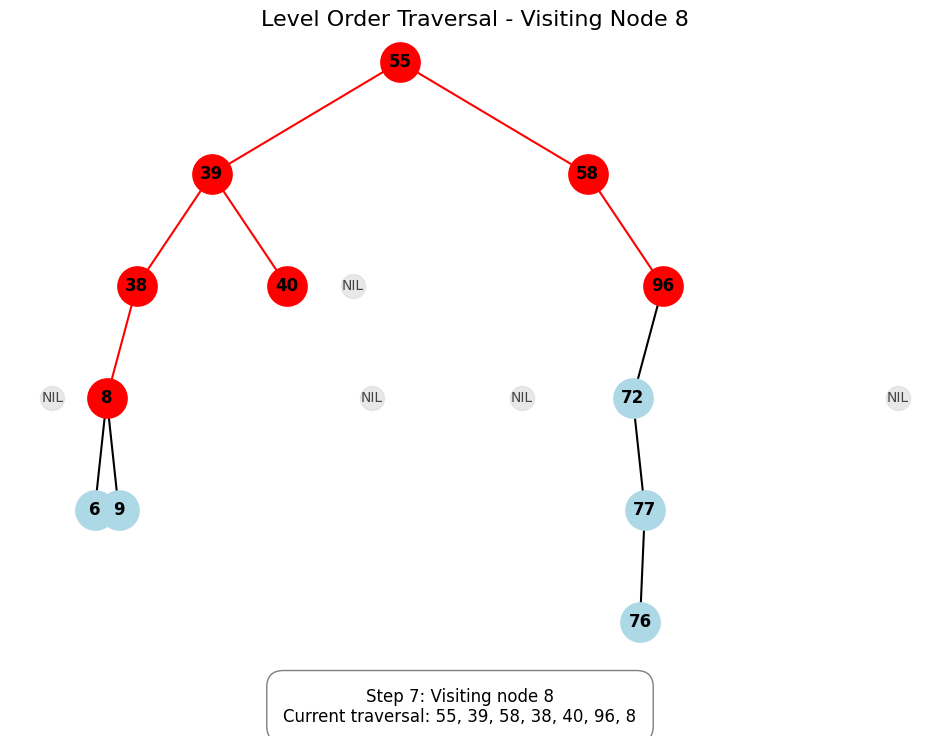 Level Order Traversal - Visiting Node 8
55
39
58
38
40
NIL
96
NIL
8
NIL
NIL
72
NIL
6
9
77
76
Step 7: Visiting node 8
Current traversal: 55, 39, 58, 38, 40, 96, 8